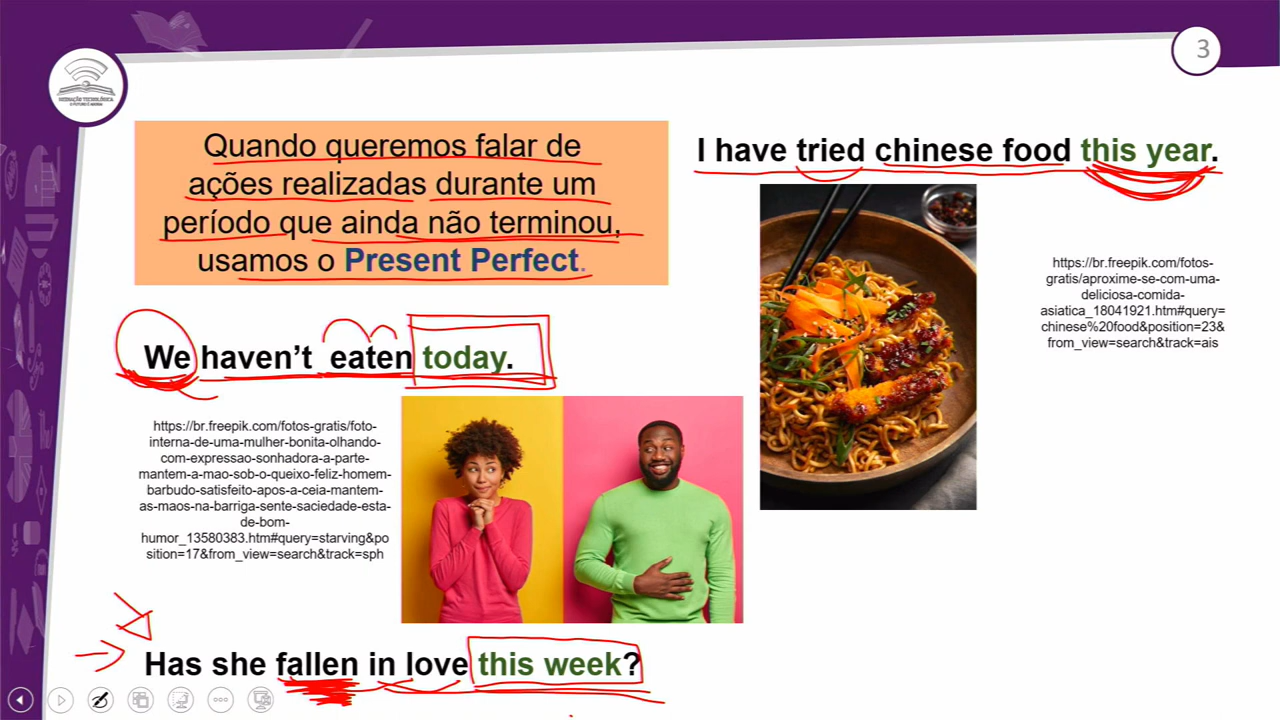 3
MEDIAÇÃO TECNOLÓGICA
O FUTURO É AGORA
Quando queremos falar de
ações realizadas durante um
período que ainda não terminou,
usamos o Present Perfect.
I have tried chinese food this year.
https://br.freepik.com/fotos-
gratis/aproxime-se-com-uma-
deliciosa-comida-
asiatica_18041921.htm#query=
chinese%20food&position=23&
from_view=search&track=ais
We haven't eaten today.
https://br.freepik.com/fotos-gratis/foto-
interna-de-uma-mulher-bonita-olhando-
com-expressao-sonhadora-a-parte-
mantem-a-mao-sob-o-queixo-feliz-homem-
barbudo-satisfeito-apos-a-ceia-mantem-
as-maos-na-barriga-sente-saciedade-esta-
de-bom-
humor_13580383.htm#query=starving&po
sition=17&from_view=search&track=sph
Has she fallen in love this week?